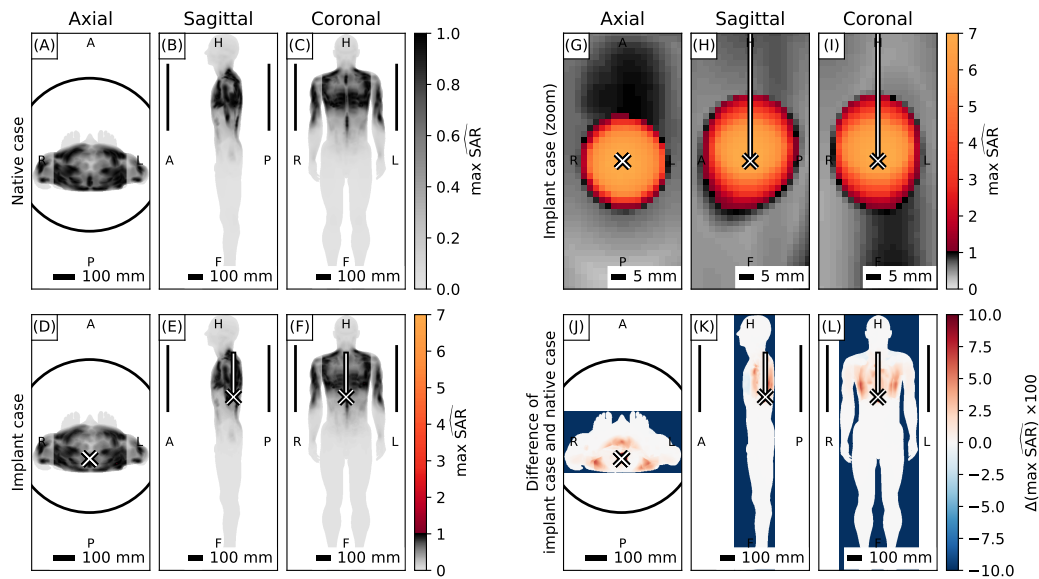 Axial
Sagittal
Coronal
Axial
Sagittal
Coronal
Native case
(A)
A
R
L
P
100 mm
(B)
H
A
P
F
100 mm
(C)
H
R
L
F
100 mm
1.0
0.8
0.6
0.4
0.2
0.0
max SAR
Implant case (zoom)
(G)
A
R
L
P
5 mm
(H)
H
A
P
F
5 mm
(I)
H
R
L
F
5 mm
7
6
5
4
3
2
1
0
max SAR
Implant case
(D)
A
R
L
P
100 mm
(E)
H
A
P
F
100 mm
(F)
H
R
L
F
100 mm
7
6
5
4
3
2
1
0
max SAR
Difference of
implant case and native case
(J)
A
R
L
P
100 mm
(K)
H
A
P
F
100 mm
(L)
H
R
L
F
100 mm
10.0
7.5
5.0
2.5
0.0
−2.5
−5.0
−7.5
−10.0
Δ(max SAR) ×100